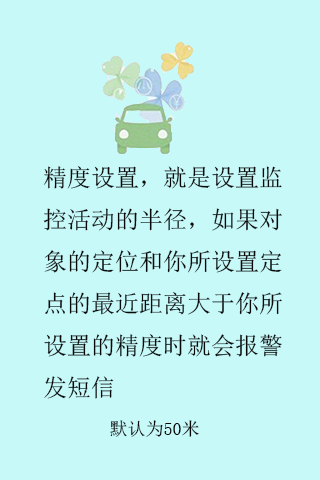 精度设置，就是设置监
控活动的半径，如果对
象的定位和你所设置定
点的最近距离大于你所
设置的精度时就会报警
发短信
默认为50米